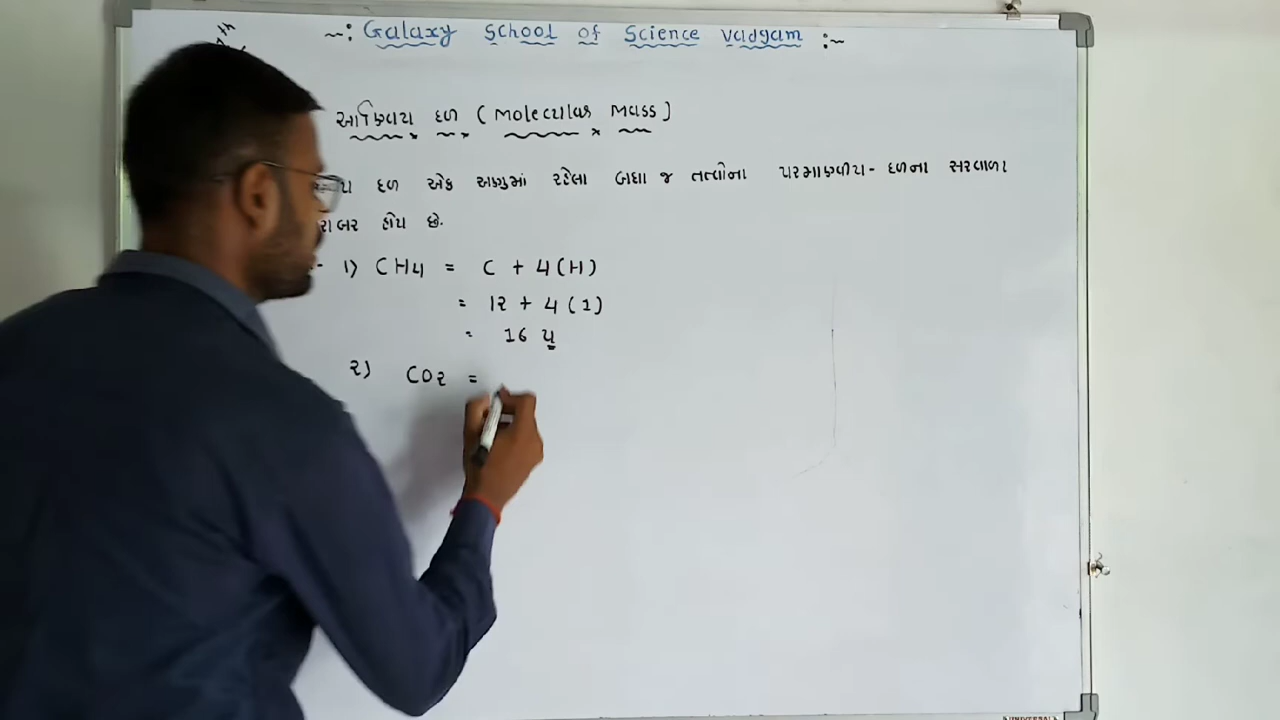 ~: Galaxy School of Science Vadgam :~
આણ્વિય દળ (Molecular Mass)
દળ એક અણુમાં રહેલા બધા જ તત્વોના પરમાણ્વીય - દળના સરવાળા
હોય છે.
1) CH4 = C + 4(H)
= 12 + 4(1)
= 16 u
૨) CO૨ =
UNIVERSAL